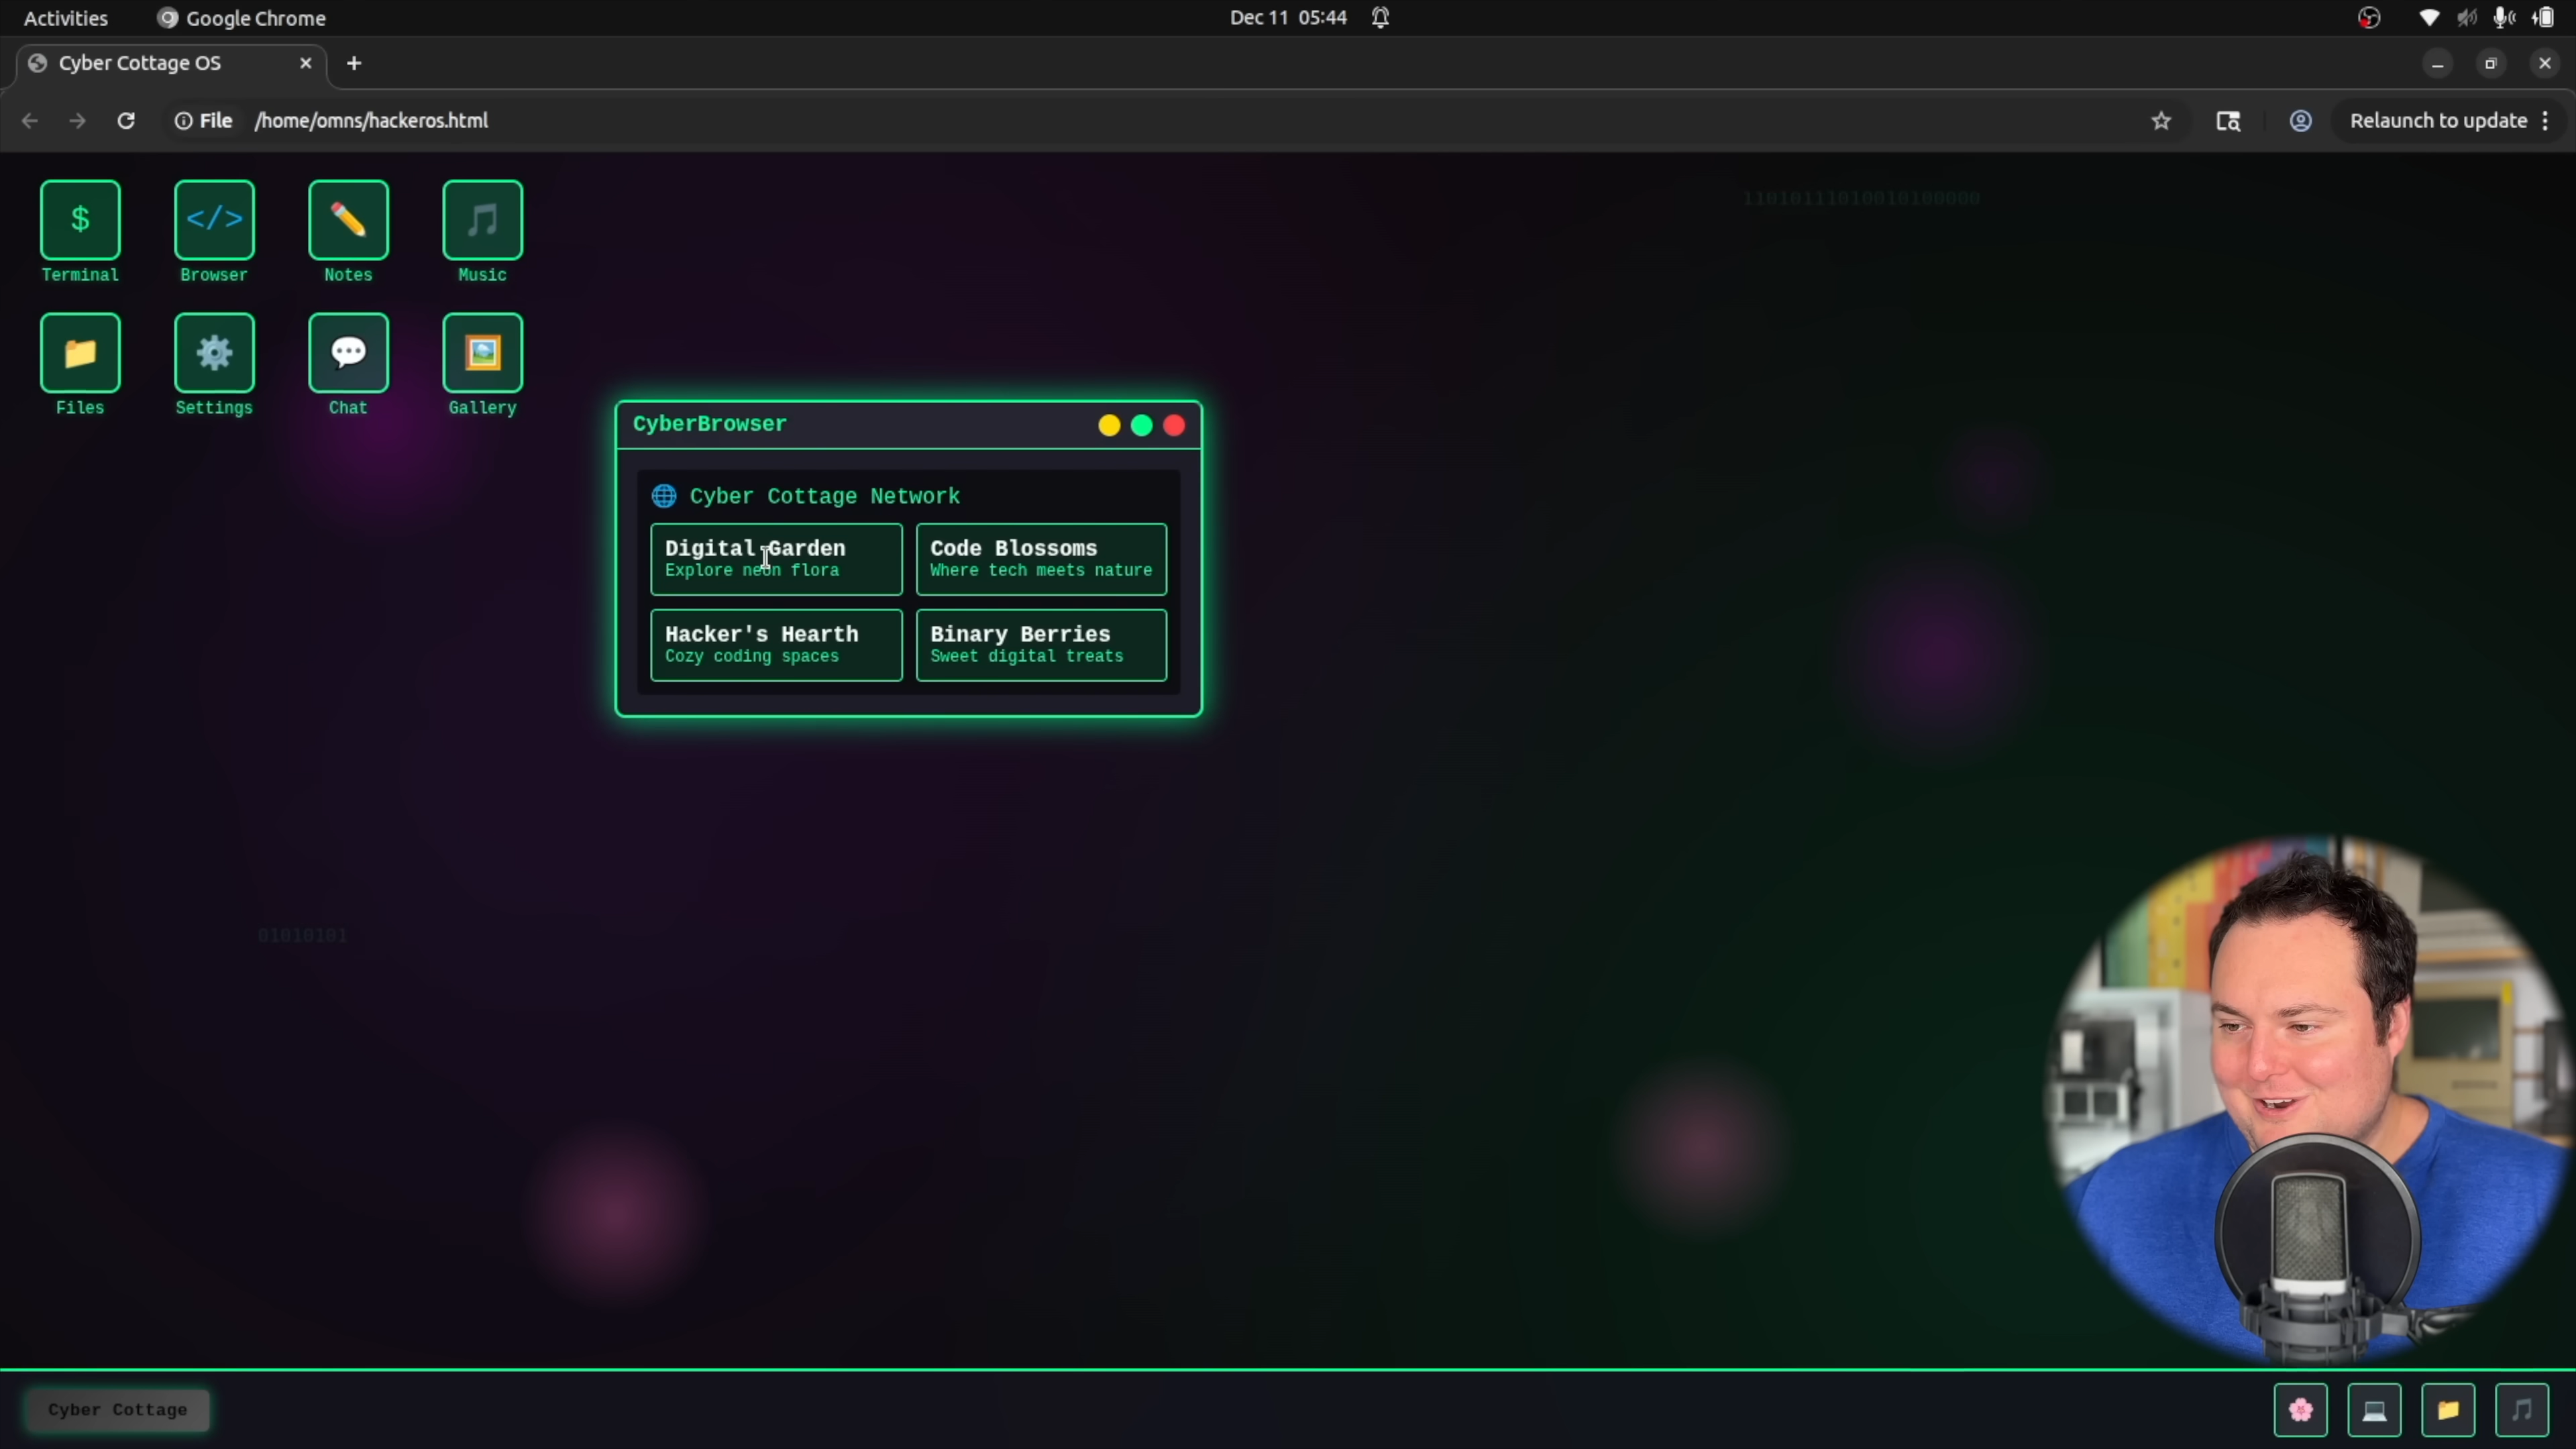 Activities
Google Chrome
Dec 11 05:44
Cyber Cottage OS
File
/home/omns/hackeros.html
Relaunch to update
$
</>
Terminal
Browser
Notes
Music
Files
Settings
Chat
Gallery
11010111010010100000
CyberBrowser
Cyber Cottage Network
Digital Garden
Explore neon flora
Code Blossoms
Where tech meets nature
Hacker's Hearth
Cozy coding spaces
Binary Berries
Sweet digital treats
01010101
Cyber Cottage